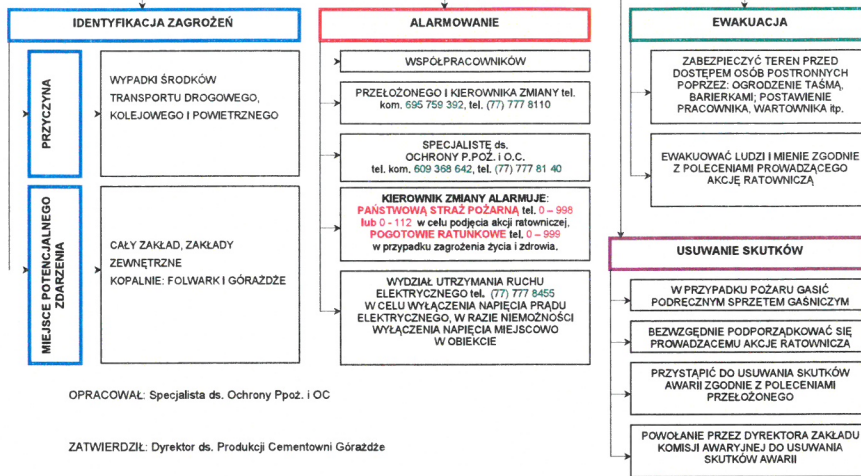 IDENTYFIKACJA ZAGROŻEŃ
PRZYCZYNA
WYPADKI ŚRODKÓW
TRANSPORTU DROGOWEGO,
KOLEJOWEGO I POWIETRZNEGO
MIEJSCE POTENCJALNEGO
ZDARZENIA
CAŁY ZAKŁAD, ZAKŁADY
ZEWNĘTRZNE
KOPALNIE: FOLWARK I GÓRAŻDŻE
ALARMOWANIE
WSPÓŁPRACOWNIKÓW
PRZEŁOŻONEGO I KIEROWNIKA ZMIANY tel.
kom. 695 759 392, tel. (77) 777 8110
SPECJALISTĘ ds.
OCHRONY P.POŻ. i O.C.
tel. kom. 609 368 642, tel. (77) 777 81 40
KIEROWNIK ZMIANY ALARMUJE:
PAŃSTWOWĄ STRAŻ POŻARNĄ tel. 0 – 998
lub 0 - 112 w celu podjęcia akcji ratowniczej,
POGOTOWIE RATUNKOWE tel. 0 – 999
w przypadku zagrożenia życia i zdrowia.
WYDZIAŁ UTRZYMANIA RUCHU
ELEKTRYCZNEGO tel. (77) 777 8455
W CELU WYŁĄCZENIA NAPIĘCIA PRĄDU
ELEKTRYCZNEGO, W RAZIE NIEMOŻNOŚCI
WYŁĄCZENIA NAPIĘCIA MIEJSCOWO
W OBIEKCIE
EWAKUACJA
ZABEZPIECZYĆ TEREN PRZED
DOSTĘPEM OSÓB POSTRONNYCH
POPRZEZ: OGRODZENIE TAŚMĄ,
BARIERKAMI; POSTAWIENIE
PRACOWNIKA, WARTOWNIKA itp.
EWAKUOWAĆ LUDZI I MIENIE ZGODNIE
Z POLECENIAMI PROWADZĄCEGO
AKCJĘ RATOWNICZĄ
USUWANIE SKUTKÓW
W PRZYPADKU POŻARU GASIĆ
PODRĘCZNYM SPRZĘTEM GAŚNICZYM
BEZWZGLĘDNIE PODPORZĄDKOWAĆ SIĘ
PROWADZĄCEMU AKCJĘ RATOWNICZĄ
PRZYSTĄPIĆ DO USUWANIA SKUTKÓW
AWARII ZGODNIE Z POLECENIAMI
PRZEŁOŻONEGO
POWOŁANIE PRZEZ DYREKTORA ZAKŁADU
KOMISJI AWARYJNEJ DO USUWANIA
SKUTKÓW AWARII
OPRACOWAŁ: Specjalista ds. Ochrony Ppoż. i OC
ZATWIERDZIŁ: Dyrektor ds. Produkcji Cementowni Górażdże